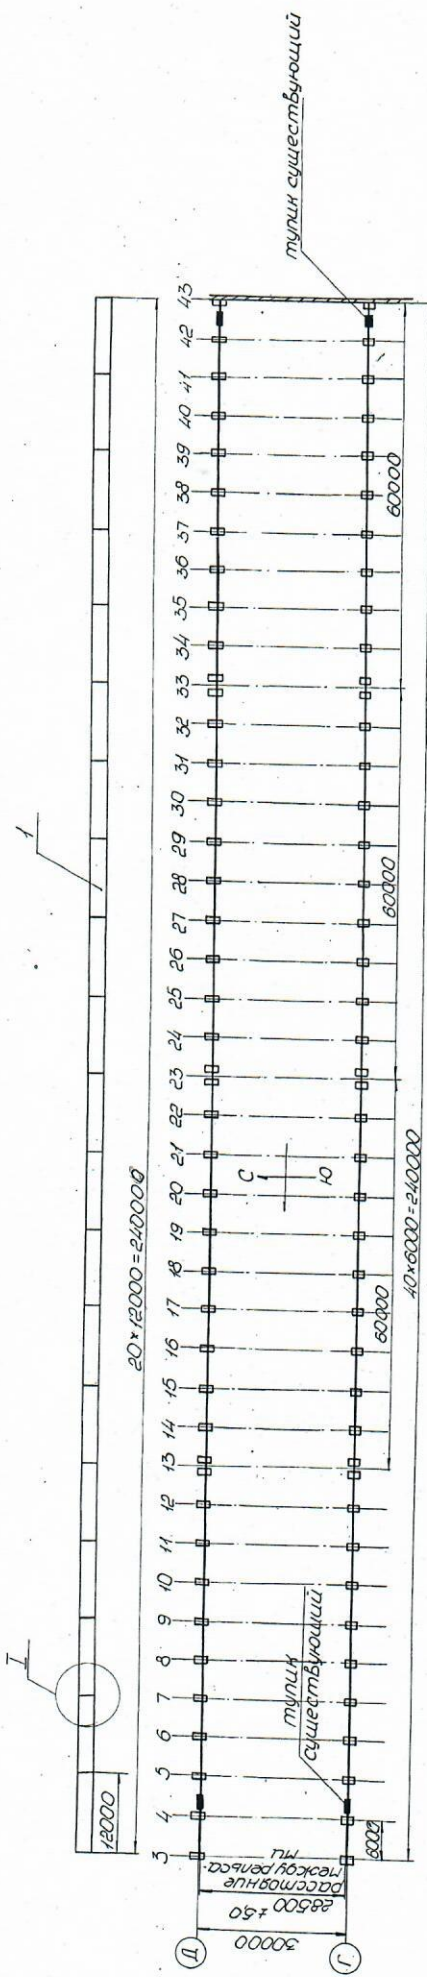 I
1
12000
20×12000=240000
3 4 5 6 7 8 9 10 11 12 13 14 15 16 17 18 19 20 21 22 23 24 25 26 27 28 29 30 31 32 33 34 35 36 37 38 39 40 41 42 43
тупик существующий
С
Ю
тупик
существующий
Д
Г
30000
28500 ±50
расстояние
между рельса-
ми
6000
60000
60000
60000
40×6000=240000